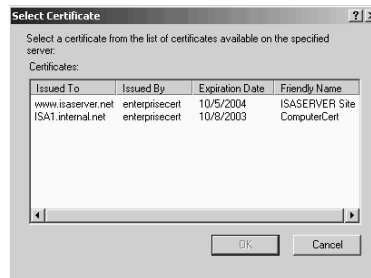 Select Certificate
Select a certificate from the list of certificates available on the specified
server:
Certificates:
Issued To Issued By Expiration Date Friendly Name
www.isaserver.net enterprisecert 10/5/2004 ISASERVER Site
ISA1.internal.net enterprisecert 10/8/2003 ComputerCert
OK Cancel